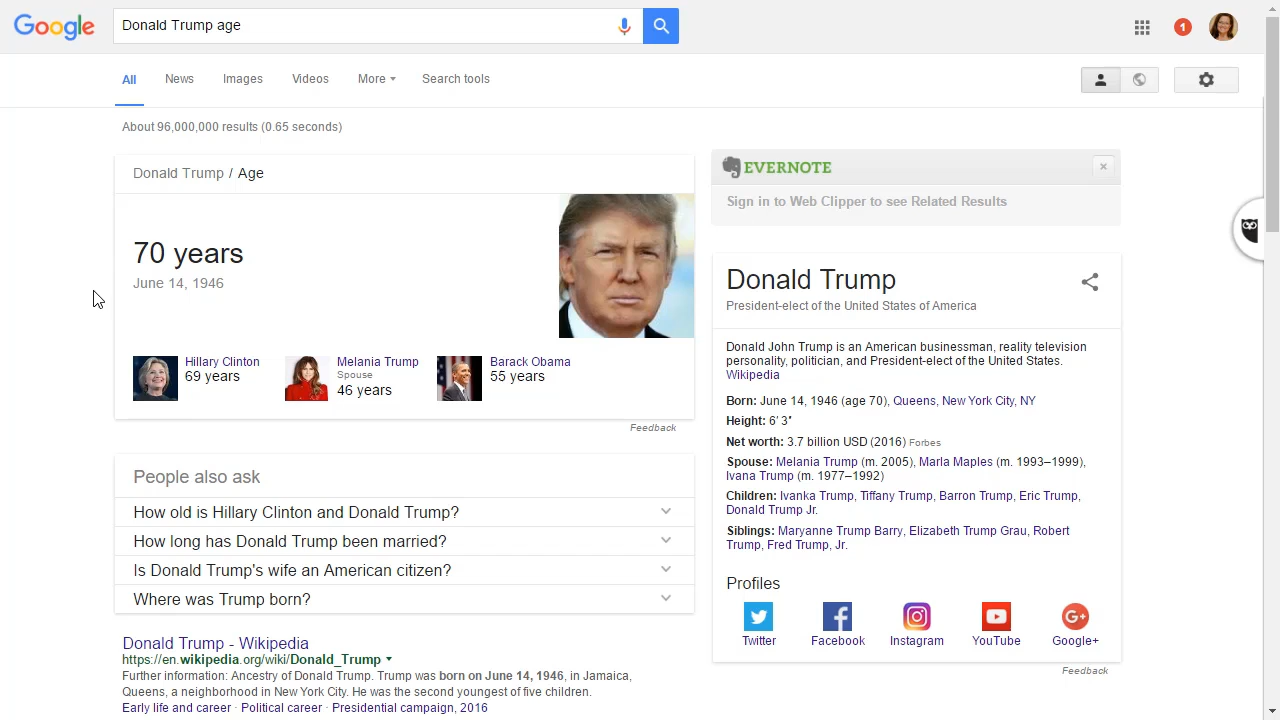 Google
Donald Trump age
1
All News Images Videos More Search tools
About 96,000,000 results (0.65 seconds)
Donald Trump / Age
70 years
June 14, 1946
Hillary Clinton
69 years
Melania Trump
Spouse
46 years
Barack Obama
55 years
Feedback
People also ask
How old is Hillary Clinton and Donald Trump?
How long has Donald Trump been married?
Is Donald Trump's wife an American citizen?
Where was Trump born?
Donald Trump - Wikipedia
https://en.wikipedia.org/wiki/Donald_Trump
Further information: Ancestry of Donald Trump. Trump was born on June 14, 1946, in Jamaica,
Queens, a neighborhood in New York City. He was the second youngest of five children.
Early life and career · Political career · Presidential campaign, 2016
EVERNOTE
×
Sign in to Web Clipper to see Related Results
Donald Trump
President-elect of the United States of America
Donald John Trump is an American businessman, reality television
personality, politician, and President-elect of the United States.
Wikipedia
Born: June 14, 1946 (age 70), Queens, New York City, NY
Height: 6′ 3″
Net worth: 3.7 billion USD (2016) Forbes
Spouse: Melania Trump (m. 2005), Marla Maples (m. 1993–1999),
Ivana Trump (m. 1977–1992)
Children: Ivanka Trump, Tiffany Trump, Barron Trump, Eric Trump,
Donald Trump Jr.
Siblings: Maryanne Trump Barry, Elizabeth Trump Grau, Robert
Trump, Fred Trump, Jr.
Profiles
Twitter Facebook Instagram YouTube Google+
Feedback